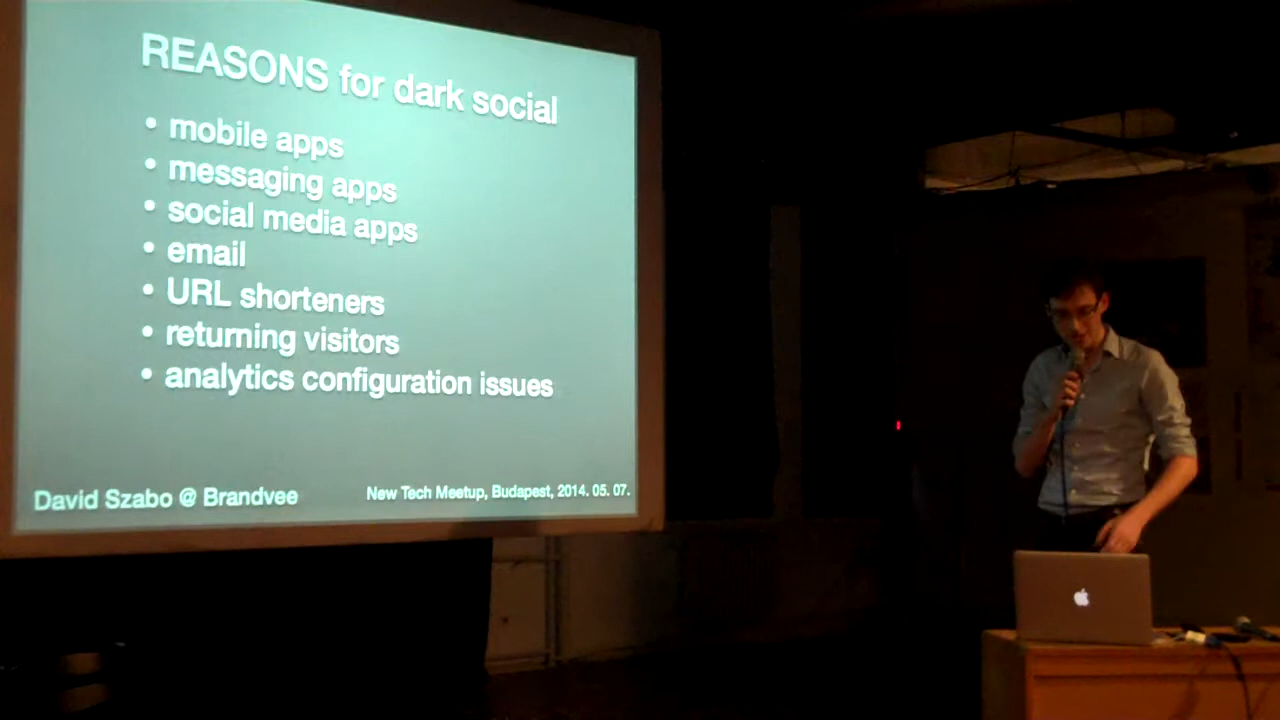 REASONS for dark social
• mobile apps
• messaging apps
• social media apps
• email
• URL shorteners
• returning visitors
• analytics configuration issues
David Szabo @ Brandvee
New Tech Meetup, Budapest, 2014. 05. 07.